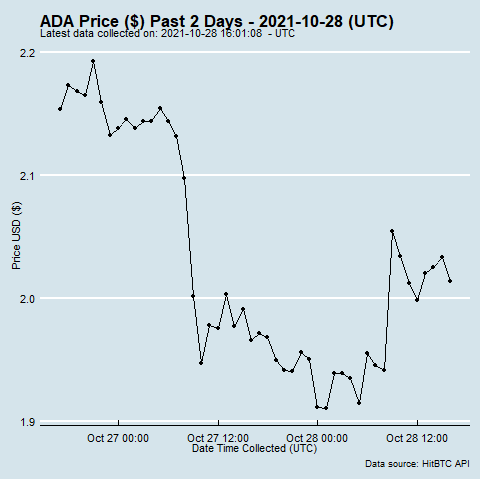 ADA Price ($) Past 2 Days - 2021-10-28 (UTC)
Latest data collected on: 2021-10-28 16:01:08 - UTC
2.2
2.1
2.0
1.9
Price USD ($)
Oct 27 00:00 Oct 27 12:00 Oct 28 00:00 Oct 28 12:00
Date Time Collected (UTC)
Data source: HitBTC API